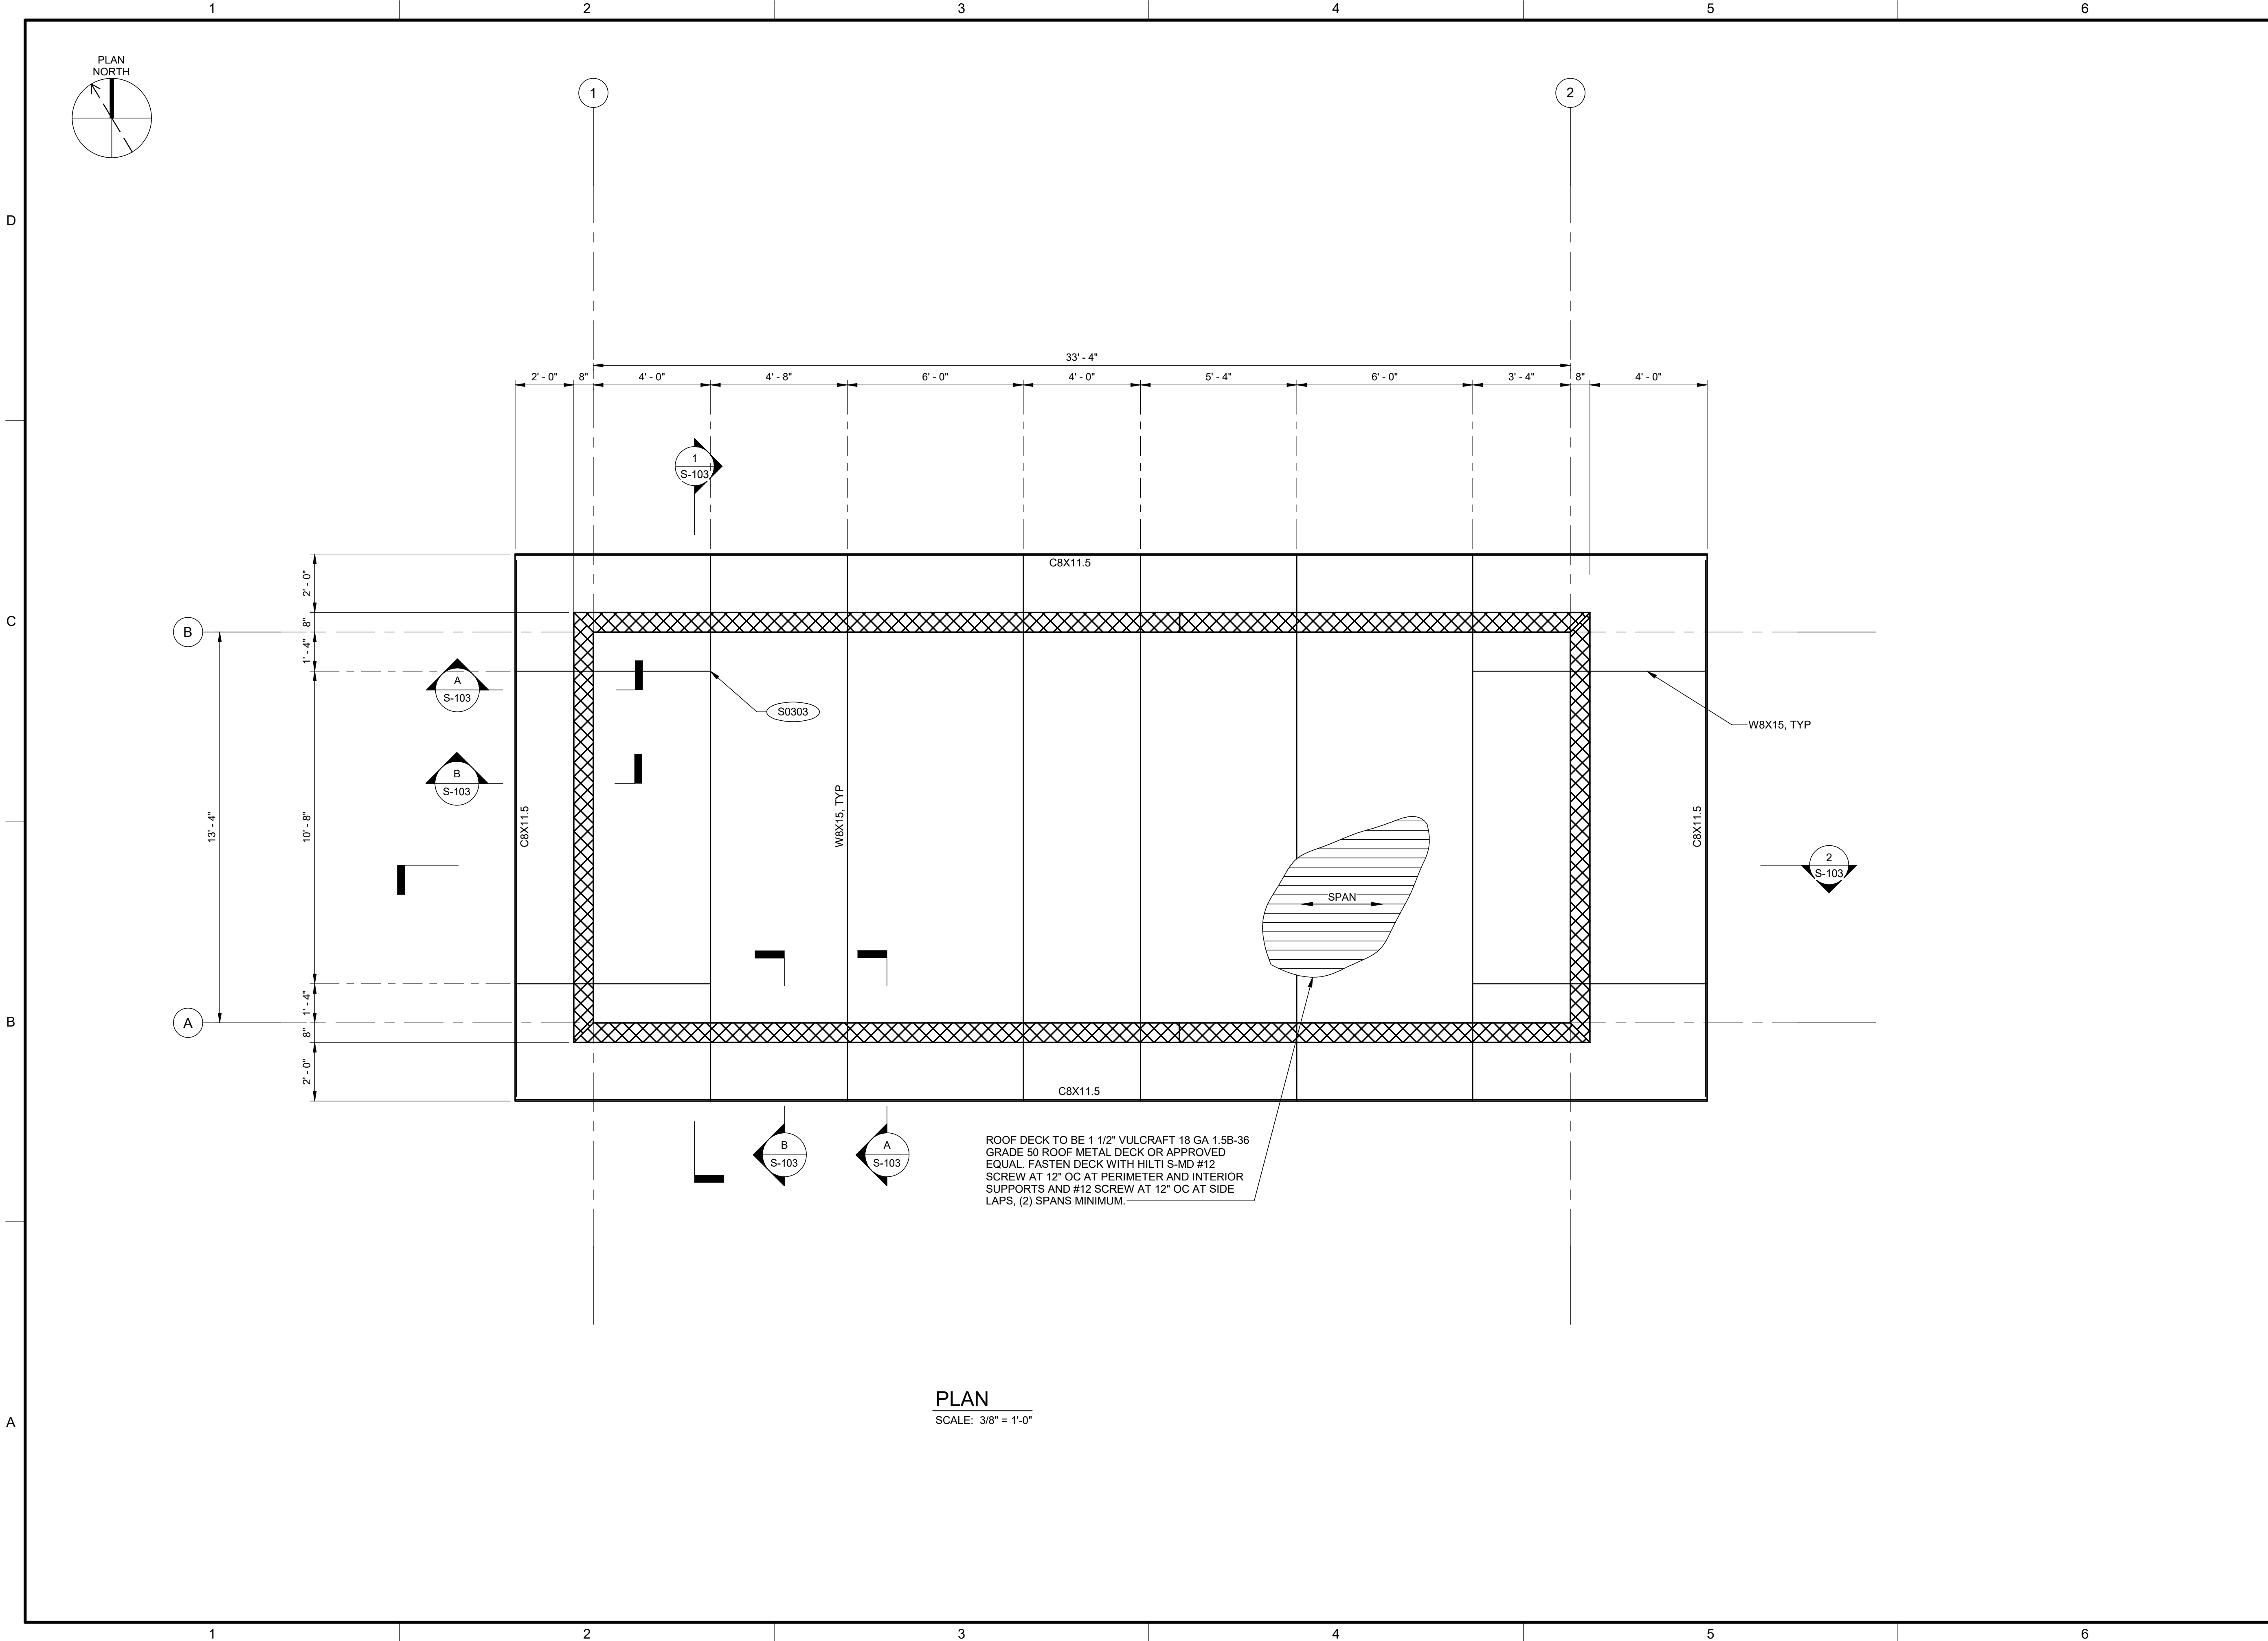 1 2 3 4 5 6
PLAN
NORTH
1
2
D
33' - 4"
2' - 0" 8" 4' - 0" 4' - 8" 6' - 0" 4' - 0" 5' - 4" 6' - 0" 3' - 4" 8" 4' - 0"
1
S-103
C8X11.5
2' - 0"
C
8"
B
1' - 4"
A
S-103
S0303
W8X15, TYP
B
S-103
13' - 4"
10' - 8"
C8X11.5
W8X15, TYP
C8X11.5
2
S-103
SPAN
1' - 4"
B
A
8"
2' - 0"
C8X11.5
B
S-103
A
S-103
ROOF DECK TO BE 1 1/2" VULCRAFT 18 GA 1.5B-36
GRADE 50 ROOF METAL DECK OR APPROVED
EQUAL. FASTEN DECK WITH HILTI S-MD #12
SCREW AT 12" OC AT PERIMETER AND INTERIOR
SUPPORTS AND #12 SCREW AT 12" OC AT SIDE
LAPS, (2) SPANS MINIMUM.
PLAN
SCALE: 3/8" = 1'-0"
A
1 2 3 4 5 6